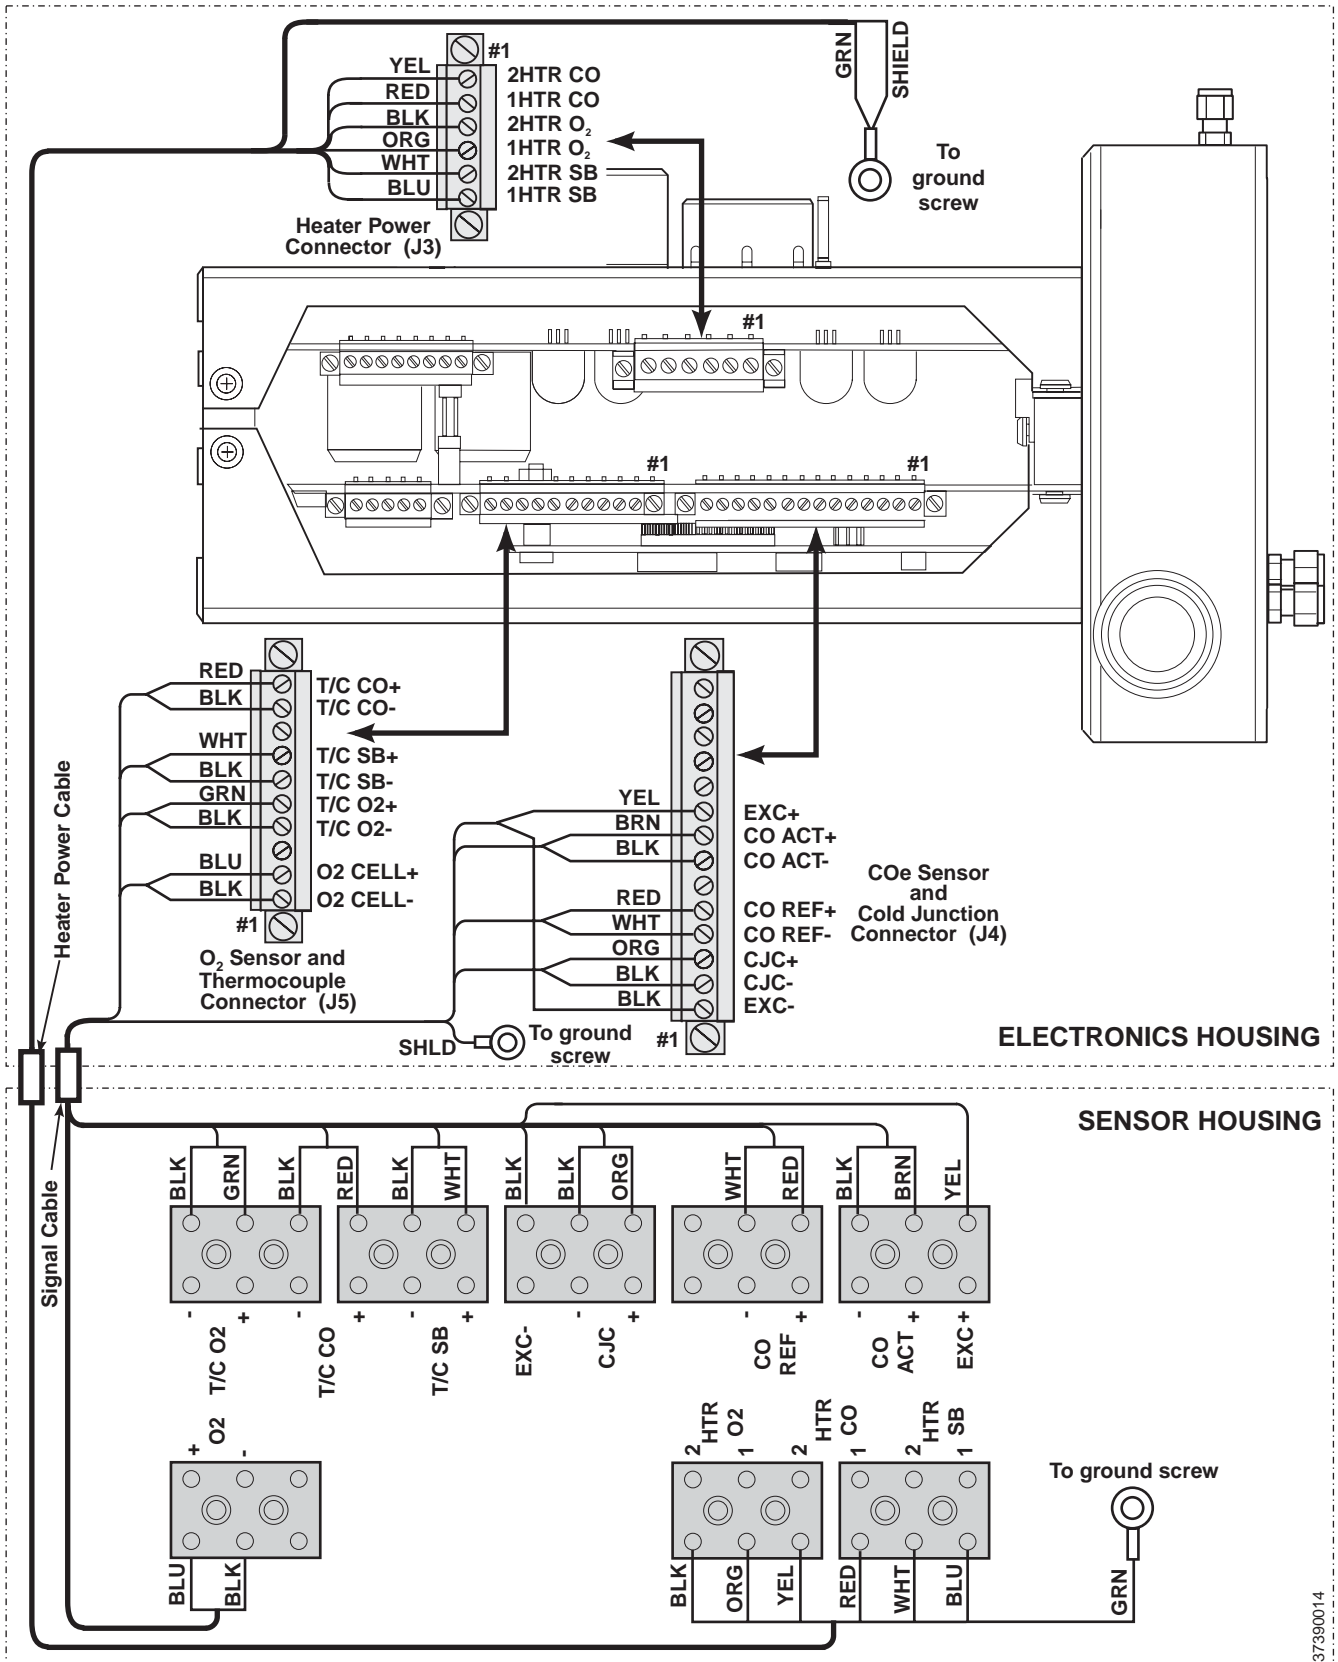 #1
YEL
RED
BLK
ORG
WHT
BLU
2HTR CO
1HTR CO
2HTR O2
1HTR O2
2HTR SB
1HTR SB
Heater Power
Connector (J3)
GRN
SHIELD
To
ground
screw
#1
#1
#1
RED
BLK
WHT
BLK
GRN
BLK
BLU
BLK
T/C CO+
T/C CO-
T/C SB+
T/C SB-
T/C O2+
T/C O2-
O2 CELL+
O2 CELL-
#1
O2 Sensor and
Thermocouple
Connector (J5)
YEL
BRN
BLK
RED
WHT
ORG
BLK
BLK
EXC+
CO ACT+
CO ACT-
CO REF+
CO REF-
CJC+
CJC-
EXC-
#1
COe Sensor
and
Cold Junction
Connector (J4)
Heater Power Cable
SHLD
To ground
screw
ELECTRONICS HOUSING
SENSOR HOUSING
Signal Cable
BLK
GRN
BLK
RED
BLK
WHT
BLK
BLK
ORG
WHT
RED
BLK
BRN
YEL
- T/C O2 +
- T/C CO +
- T/C SB +
EXC-
- CJC +
- CO REF +
- CO ACT +
EXC+
+ O2 -
2 HTR O2 1
2 HTR CO 1
2 HTR SB 1
BLU
BLK
BLK
ORG
YEL
RED
WHT
BLU
To ground screw
GRN
37390014